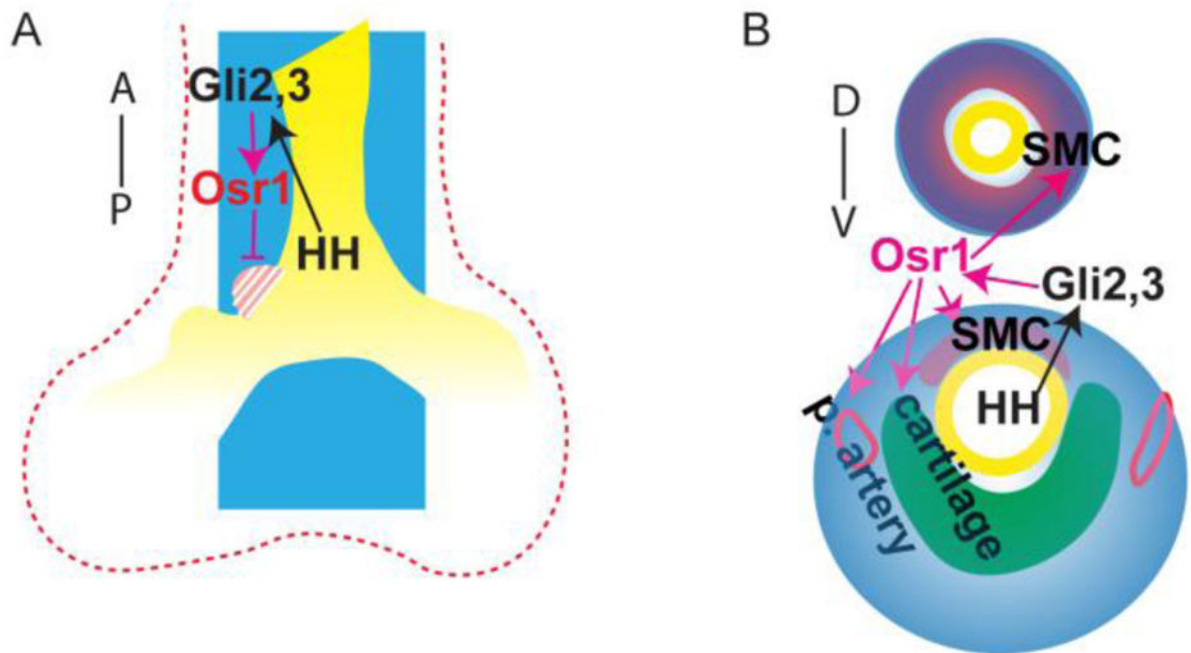 A
A
P
Gli2,3
Osr1
HH
B
D
V
SMC
Osr1
Gli2,3
SMC
HH
p. artery
cartilage